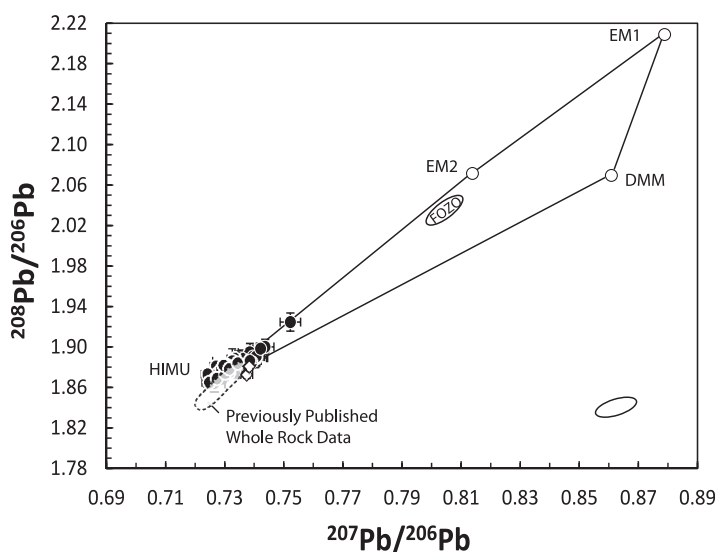 2.22
2.18
2.14
2.10
2.06
2.02
1.98
1.94
1.90
1.86
1.82
1.78
²⁰⁸Pb/²⁰⁶Pb
EM1
EM2
DMM
FOZO
HIMU
Previously Published
Whole Rock Data
0.69 0.71 0.73 0.75 0.77 0.79 0.81 0.83 0.85 0.87 0.89
²⁰⁷Pb/²⁰⁶Pb